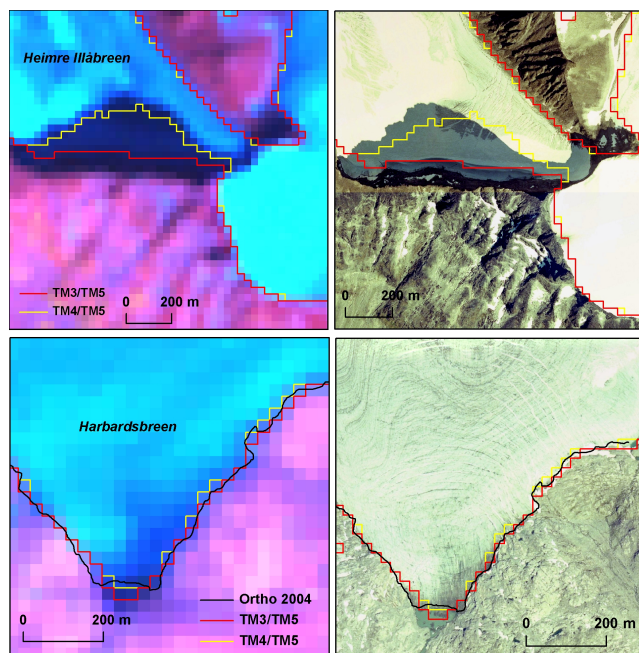 Heimre Illåbreen
TM3/TM5
TM4/TM5
0 200 m
0 200 m
Harbardsbreen
Ortho 2004
TM3/TM5
TM4/TM5
0 200 m
0 200 m